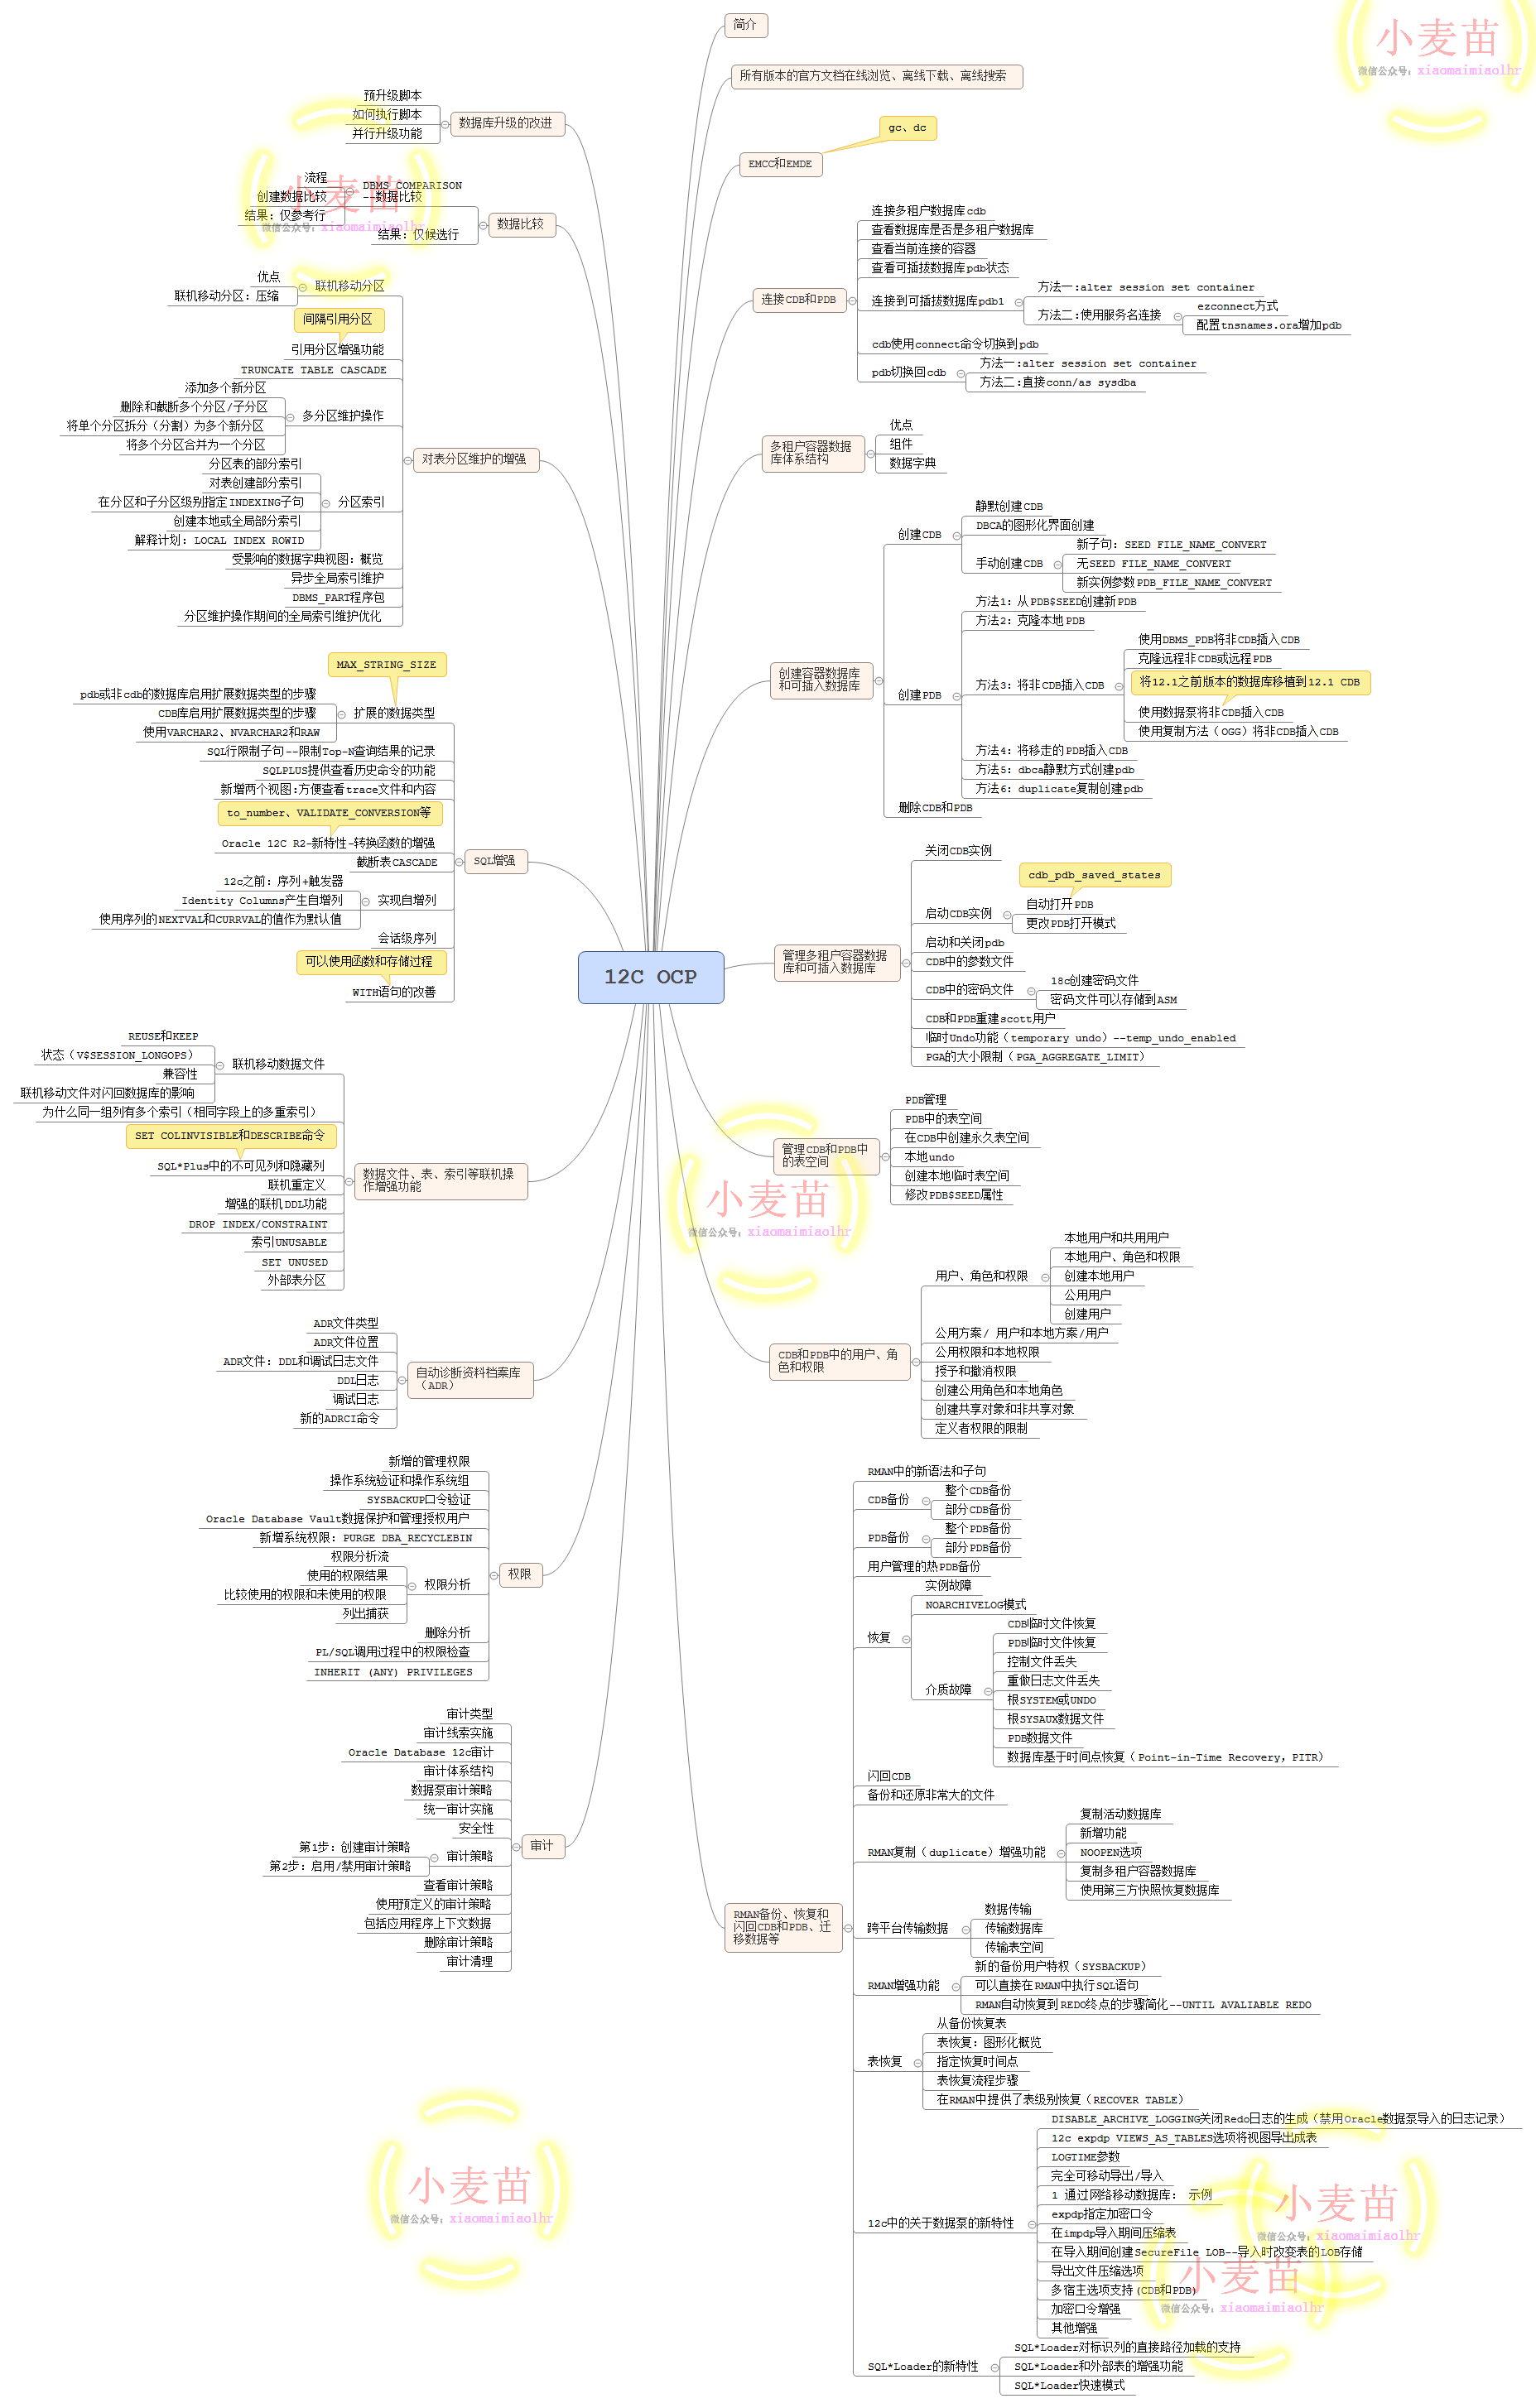 12C OCP
简介
所有版本的官方文档在线浏览、离线下载、离线搜索
gc、dc
EMCC和EMDE
连接CDB和PDB
连接多租户数据库cdb
查看数据库是否是多租户数据库
查看当前连接的容器
查看可插拔数据库pdb状态
连接到可插拔数据库pdb1
方法一:alter session set container
方法二:使用服务名连接
ezconnect方式
配置tnsnames.ora增加pdb
cdb使用connect命令切换到pdb
pdb切换回cdb
方法一:alter session set container
方法二:直接conn/as sysdba
多租户容器数据
库体系结构
优点
组件
数据字典
创建容器数据库
和可插入数据库
创建CDB
静默创建CDB
DBCA的图形化界面创建
手动创建CDB
新子句: SEED FILE_NAME_CONVERT
无SEED FILE_NAME_CONVERT
新实例参数PDB_FILE_NAME_CONVERT
创建PDB
方法1: 从PDB$SEED创建新PDB
方法2: 克隆本地PDB
方法3: 将非CDB插入CDB
使用DBMS_PDB将非CDB插入CDB
克隆远程非CDB或远程PDB
将12.1之前版本的数据库移植到12.1 CDB
使用数据泵将非CDB插入CDB
使用复制方法（OGG）将非CDB插入CDB
方法4: 将移走的PDB插入CDB
方法5: dbca静默方式创建pdb
方法6: duplicate复制创建pdb
删除CDB和PDB
管理多租户容器数据
库和可插入数据库
关闭CDB实例
cdb_pdb_saved_states
启动CDB实例
自动打开PDB
更改PDB打开模式
启动和关闭pdb
CDB中的参数文件
CDB中的密码文件
18c创建密码文件
密码文件可以存储到ASM
CDB和PDB重建scott用户
临时Undo功能（temporary undo）--temp_undo_enabled
PGA的大小限制（PGA_AGGREGATE_LIMIT）
管理CDB和PDB中
的表空间
PDB管理
PDB中的表空间
在CDB中创建永久表空间
本地undo
创建本地临时表空间
修改PDB$SEED属性
CDB和PDB中的用户、角
色和权限
用户、角色和权限
本地用户和共用用户
本地用户、角色和权限
创建本地用户
公用用户
创建用户
公用方案/ 用户和本地方案/用户
公用权限和本地权限
授予和撤消权限
创建公用角色和本地角色
创建共享对象和非共享对象
定义者权限的限制
RMAN备份、恢复和
闪回CDB和PDB、迁
移数据等
RMAN中的新语法和子句
CDB备份
整个CDB备份
部分CDB备份
PDB备份
整个PDB备份
部分PDB备份
用户管理的热PDB备份
恢复
实例故障
NOARCHIVELOG模式
介质故障
CDB临时文件恢复
PDB临时文件恢复
控制文件丢失
重做日志文件丢失
根SYSTEM或UNDO
根SYSAUX数据文件
PDB数据文件
数据库基于时间点恢复（Point-in-Time Recovery, PITR）
闪回CDB
备份和还原非常大的文件
RMAN复制（duplicate）增强功能
复制活动数据库
新增功能
NOOPEN选项
复制多租户容器数据库
使用第三方快照恢复数据库
跨平台传输数据
数据传输
传输数据库
传输表空间
RMAN增强功能
新的备份用户特权（SYSBACKUP）
可以直接在RMAN中执行SQL语句
RMAN自动恢复到REDO终点的步骤简化--UNTIL AVALIABLE REDO
表恢复
从备份恢复表
表恢复: 图形化概览
指定恢复时间点
表恢复流程步骤
在RMAN中提供了表级别恢复（RECOVER TABLE）
12c中的关于数据泵的新特性
DISABLE_ARCHIVE_LOGGING关闭Redo日志的生成（禁用Oracle数据泵导入的日志记录）
12c expdp VIEWS_AS_TABLES选项将视图导出成表
LOGTIME参数
完全可移动导出/导入
1 通过网络移动数据库: 示例
expdp指定加密口令
在impdp导入期间压缩表
在导入期间创建SecureFile LOB--导入时改变表的LOB存储
导出文件压缩选项
多宿主选项支持(CDB和PDB)
加密口令增强
其他增强
SQL*Loader的新特性
SQL*Loader对标识列的直接路径加载的支持
SQL*Loader和外部表的增强功能
SQL*Loader快速模式
数据库升级的改进
预升级脚本
如何执行脚本
并行升级功能
数据比较
DBMS_COMPARISON
--数据比较
流程
创建数据比较
结果: 仅参考行
结果: 仅候选行
对表分区维护的增强
联机移动分区
优点
联机移动分区: 压缩
间隔引用分区
引用分区增强功能
TRUNCATE TABLE CASCADE
多分区维护操作
添加多个新分区
删除和截断多个分区/子分区
将单个分区拆分（分割）为多个新分区
将多个分区合并为一个分区
分区索引
分区表的部分索引
对表创建部分索引
在分区和子分区级别指定INDEXING子句
创建本地或全局部分索引
解释计划: LOCAL INDEX ROWID
受影响的数据字典视图: 概览
异步全局索引维护
DBMS_PART程序包
分区维护操作期间的全局索引维护优化
SQL增强
MAX_STRING_SIZE
扩展的数据类型
pdb或非cdb的数据库启用扩展数据类型的步骤
CDB库启用扩展数据类型的步骤
使用VARCHAR2、NVARCHAR2和RAW
SQL行限制子句--限制Top-N查询结果的记录
SQLPLUS提供查看历史命令的功能
新增两个视图:方便查看trace文件和内容
to_number、VALIDATE_CONVERSION等
Oracle 12C R2-新特性-转换函数的增强
截断表CASCADE
实现自增列
12c之前: 序列+触发器
Identity Columns产生自增列
使用序列的NEXTVAL和CURRVAL的值作为默认值
会话级序列
可以使用函数和存储过程
WITH语句的改善
数据文件、表、索引等联机操
作增强功能
联机移动数据文件
REUSE和KEEP
状态（V$SESSION_LONGOPS）
兼容性
联机移动文件对闪回数据库的影响
为什么同一组列有多个索引（相同字段上的多重索引）
SET COLINVISIBLE和DESCRIBE命令
SQL*Plus中的不可见列和隐藏列
联机重定义
增强的联机DDL功能
DROP INDEX/CONSTRAINT
索引UNUSABLE
SET UNUSED
外部表分区
自动诊断资料档案库
（ADR）
ADR文件类型
ADR文件位置
ADR文件: DDL和调试日志文件
DDL日志
调试日志
新的ADRCI命令
权限
新增的管理权限
操作系统验证和操作系统组
SYSBACKUP口令验证
Oracle Database Vault数据保护和管理授权用户
新增系统权限: PURGE DBA_RECYCLEBIN
权限分析
权限分析流
使用的权限结果
比较使用的权限和未使用的权限
列出捕获
删除分析
PL/SQL调用过程中的权限检查
INHERIT (ANY) PRIVILEGES
审计
审计类型
审计线索实施
Oracle Database 12c审计
审计体系结构
数据泵审计策略
统一审计实施
安全性
审计策略
第1步: 创建审计策略
第2步: 启用/禁用审计策略
查看审计策略
使用预定义的审计策略
包括应用程序上下文数据
删除审计策略
审计清理
小麦苗
微信公众号: xiaomaimiaolhr
小麦苗
微信公众号: xiaomaimiaolhr
小麦苗
微信公众号: xiaomaimiaolhr
小麦苗
微信公众号: xiaomaimiaolhr
小麦苗
微信公众号: xiaomaimiaolhr
小麦苗
微信公众号: xiaomaimiaolhr